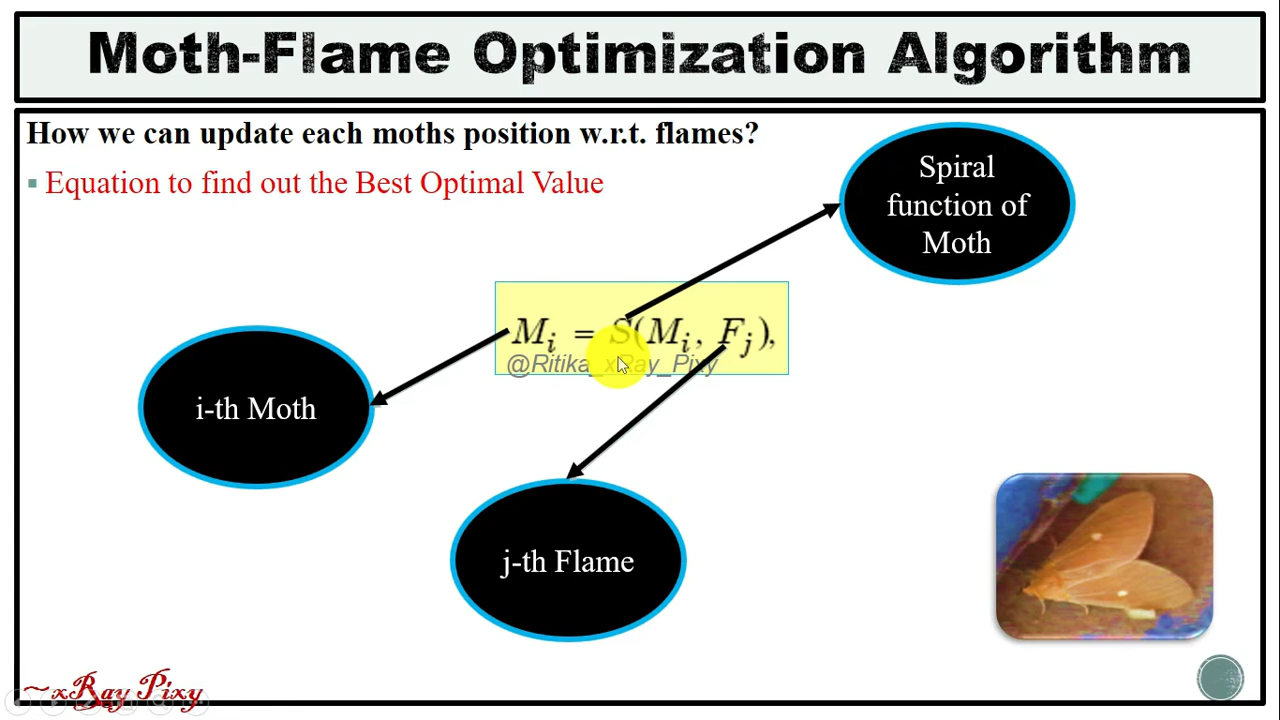 Moth-Flame Optimization Algorithm
How we can update each moths position w.r.t. flames?
▪ Equation to find out the Best Optimal Value
Spiral
function of
Moth
M_i = S(M_i, F_j),
@Ritika_xRay_Pixy
i-th Moth
j-th Flame
~xRay Pixy